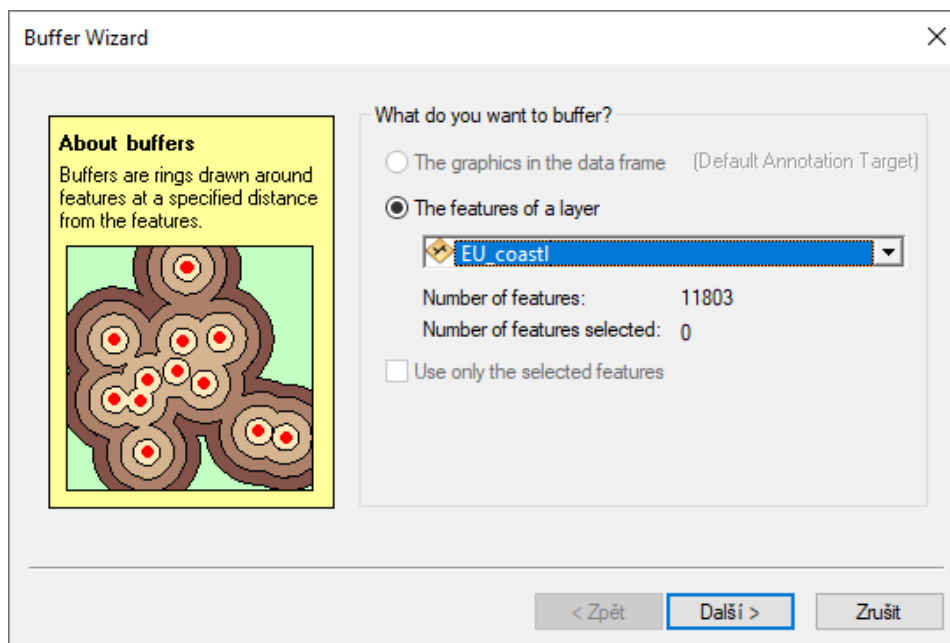 Buffer Wizard
About buffers
Buffers are rings drawn around
features at a specified distance
from the features.
What do you want to buffer?
The graphics in the data frame (Default Annotation Target)
The features of a layer
EU_coastl
Number of features: 11803
Number of features selected: 0
Use only the selected features
< Zpět
Další >
Zrušit